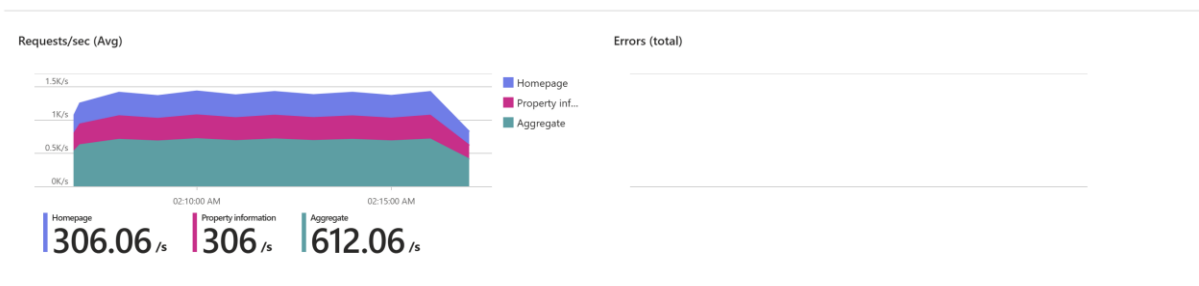 Requests/sec (Avg)
Errors (total)
1.5K/s
1K/s
0.5K/s
0K/s
02:10:00 AM
02:15:00 AM
Homepage
Property inf...
Aggregate
Homepage
306.06 /s
Property information
306 /s
Aggregate
612.06 /s